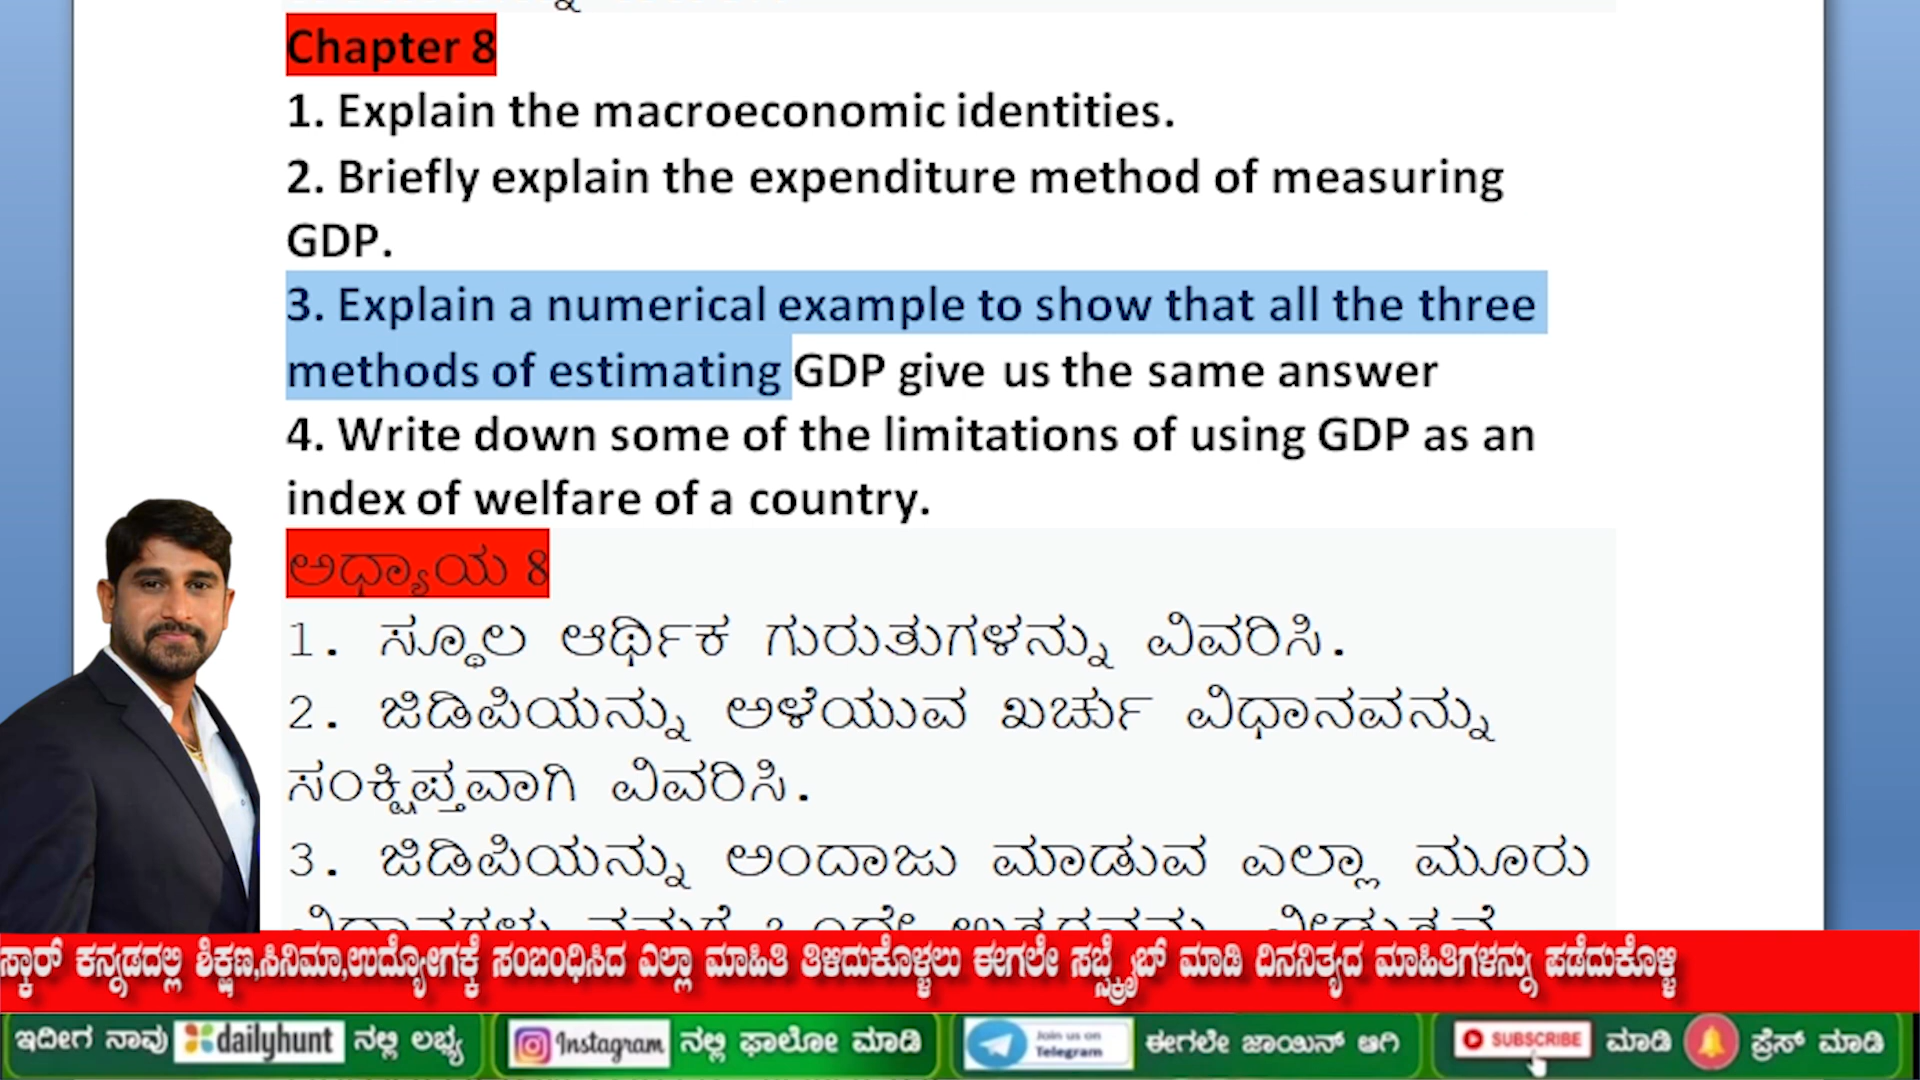 Chapter 8
1. Explain the macroeconomic identities.
2. Briefly explain the expenditure method of measuring
GDP.
3. Explain a numerical example to show that all the three
methods of estimating GDP give us the same answer
4. Write down some of the limitations of using GDP as an
index of welfare of a country.
ಅಧ್ಯಾಯ 8
1. ಸ್ಥೂಲ ಆರ್ಥಿಕ ಗುರುತುಗಳನ್ನು ವಿವರಿಸಿ.
2. ಜಿಡಿಪಿಯನ್ನು ಅಳೆಯುವ ಖರ್ಚು ವಿಧಾನವನ್ನು
ಸಂಕ್ಷಿಪ್ತವಾಗಿ ವಿವರಿಸಿ.
3. ಜಿಡಿಪಿಯನ್ನು ಅಂದಾಜು ಮಾಡುವ ಎಲ್ಲಾ ಮೂರು
ಸ್ಕಾರ್ ಕನ್ನಡದಲ್ಲಿ ಶಿಕ್ಷಣ,ಸಿನಿಮಾ,ಉದ್ಯೋಗಕ್ಕೆ ಸಂಬಂಧಿಸಿದ ಎಲ್ಲಾ ಮಾಹಿತಿ ತಿಳಿದುಕೊಳ್ಳಲು ಈಗಲೇ ಸಬ್ಸ್ಕ್ರೈಬ್ ಮಾಡಿ ದಿನನಿತ್ಯದ ಮಾಹಿತಿಗಳನ್ನು ಪಡೆದುಕೊಳ್ಳಿ
ಇದೀಗ ನಾವು dailyhunt ನಲ್ಲಿ ಲಭ್ಯ Instagram ನಲ್ಲಿ ಫಾಲೋ ಮಾಡಿ Join us on Telegram ಈಗಲೇ ಜಾಯಿನ್ ಆಗಿ SUBSCRIBE ಮಾಡಿ ಪ್ರೆಸ್ ಮಾಡಿ